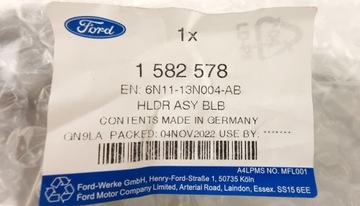 Ford
1x
1 582 578
EN: 6N11-13N004-AB
HLDR ASY BLB
CONTENTS MADE IN GERMANY
GN9LA PACKED: 04NOV2022 USE BY: -------
A4LPMS NO. MFL001
Ford-Werke GmbH, Henry-Ford-Straße 1, 50735 Köln
Ford Motor Company Limited, Arterial Road, Laindon, Essex. SS15 6EE